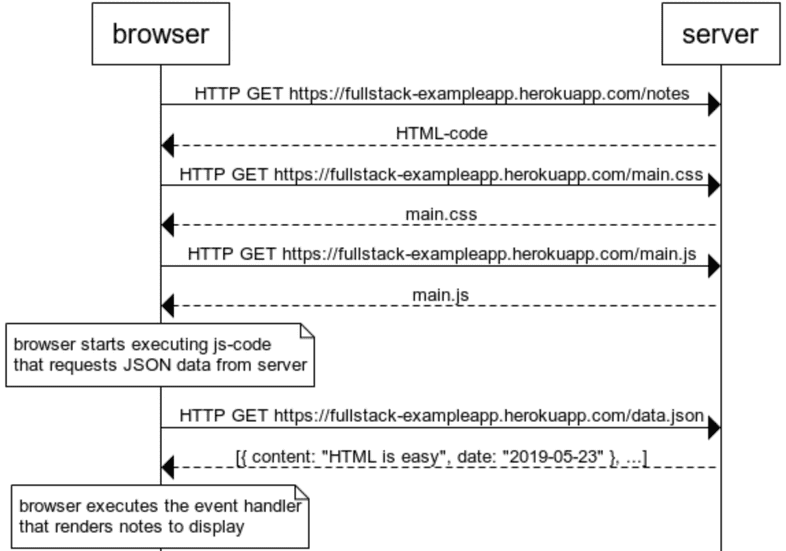 browser
server
HTTP GET https://fullstack-exampleapp.herokuapp.com/notes
HTML-code
HTTP GET https://fullstack-exampleapp.herokuapp.com/main.css
main.css
HTTP GET https://fullstack-exampleapp.herokuapp.com/main.js
main.js
browser starts executing js-code
that requests JSON data from server
HTTP GET https://fullstack-exampleapp.herokuapp.com/data.json
[{ content: "HTML is easy", date: "2019-05-23" }, ...]
browser executes the event handler
that renders notes to display